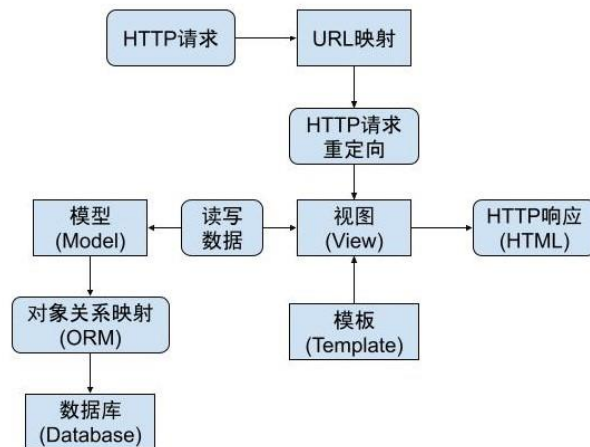 HTTP请求
URL映射
HTTP请求
重定向
模型
(Model)
读写
数据
视图
(View)
HTTP响应
(HTML)
对象关系映射
(ORM)
模板
(Template)
数据库
(Database)